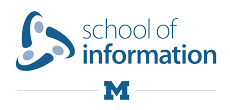 school of
information
M